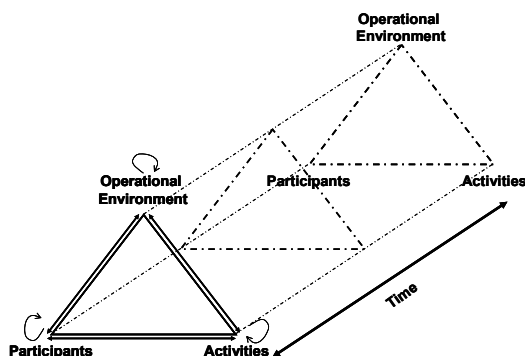 Operational
Environment
Operational
Environment
Participants
Activities
Time
Participants
Activities